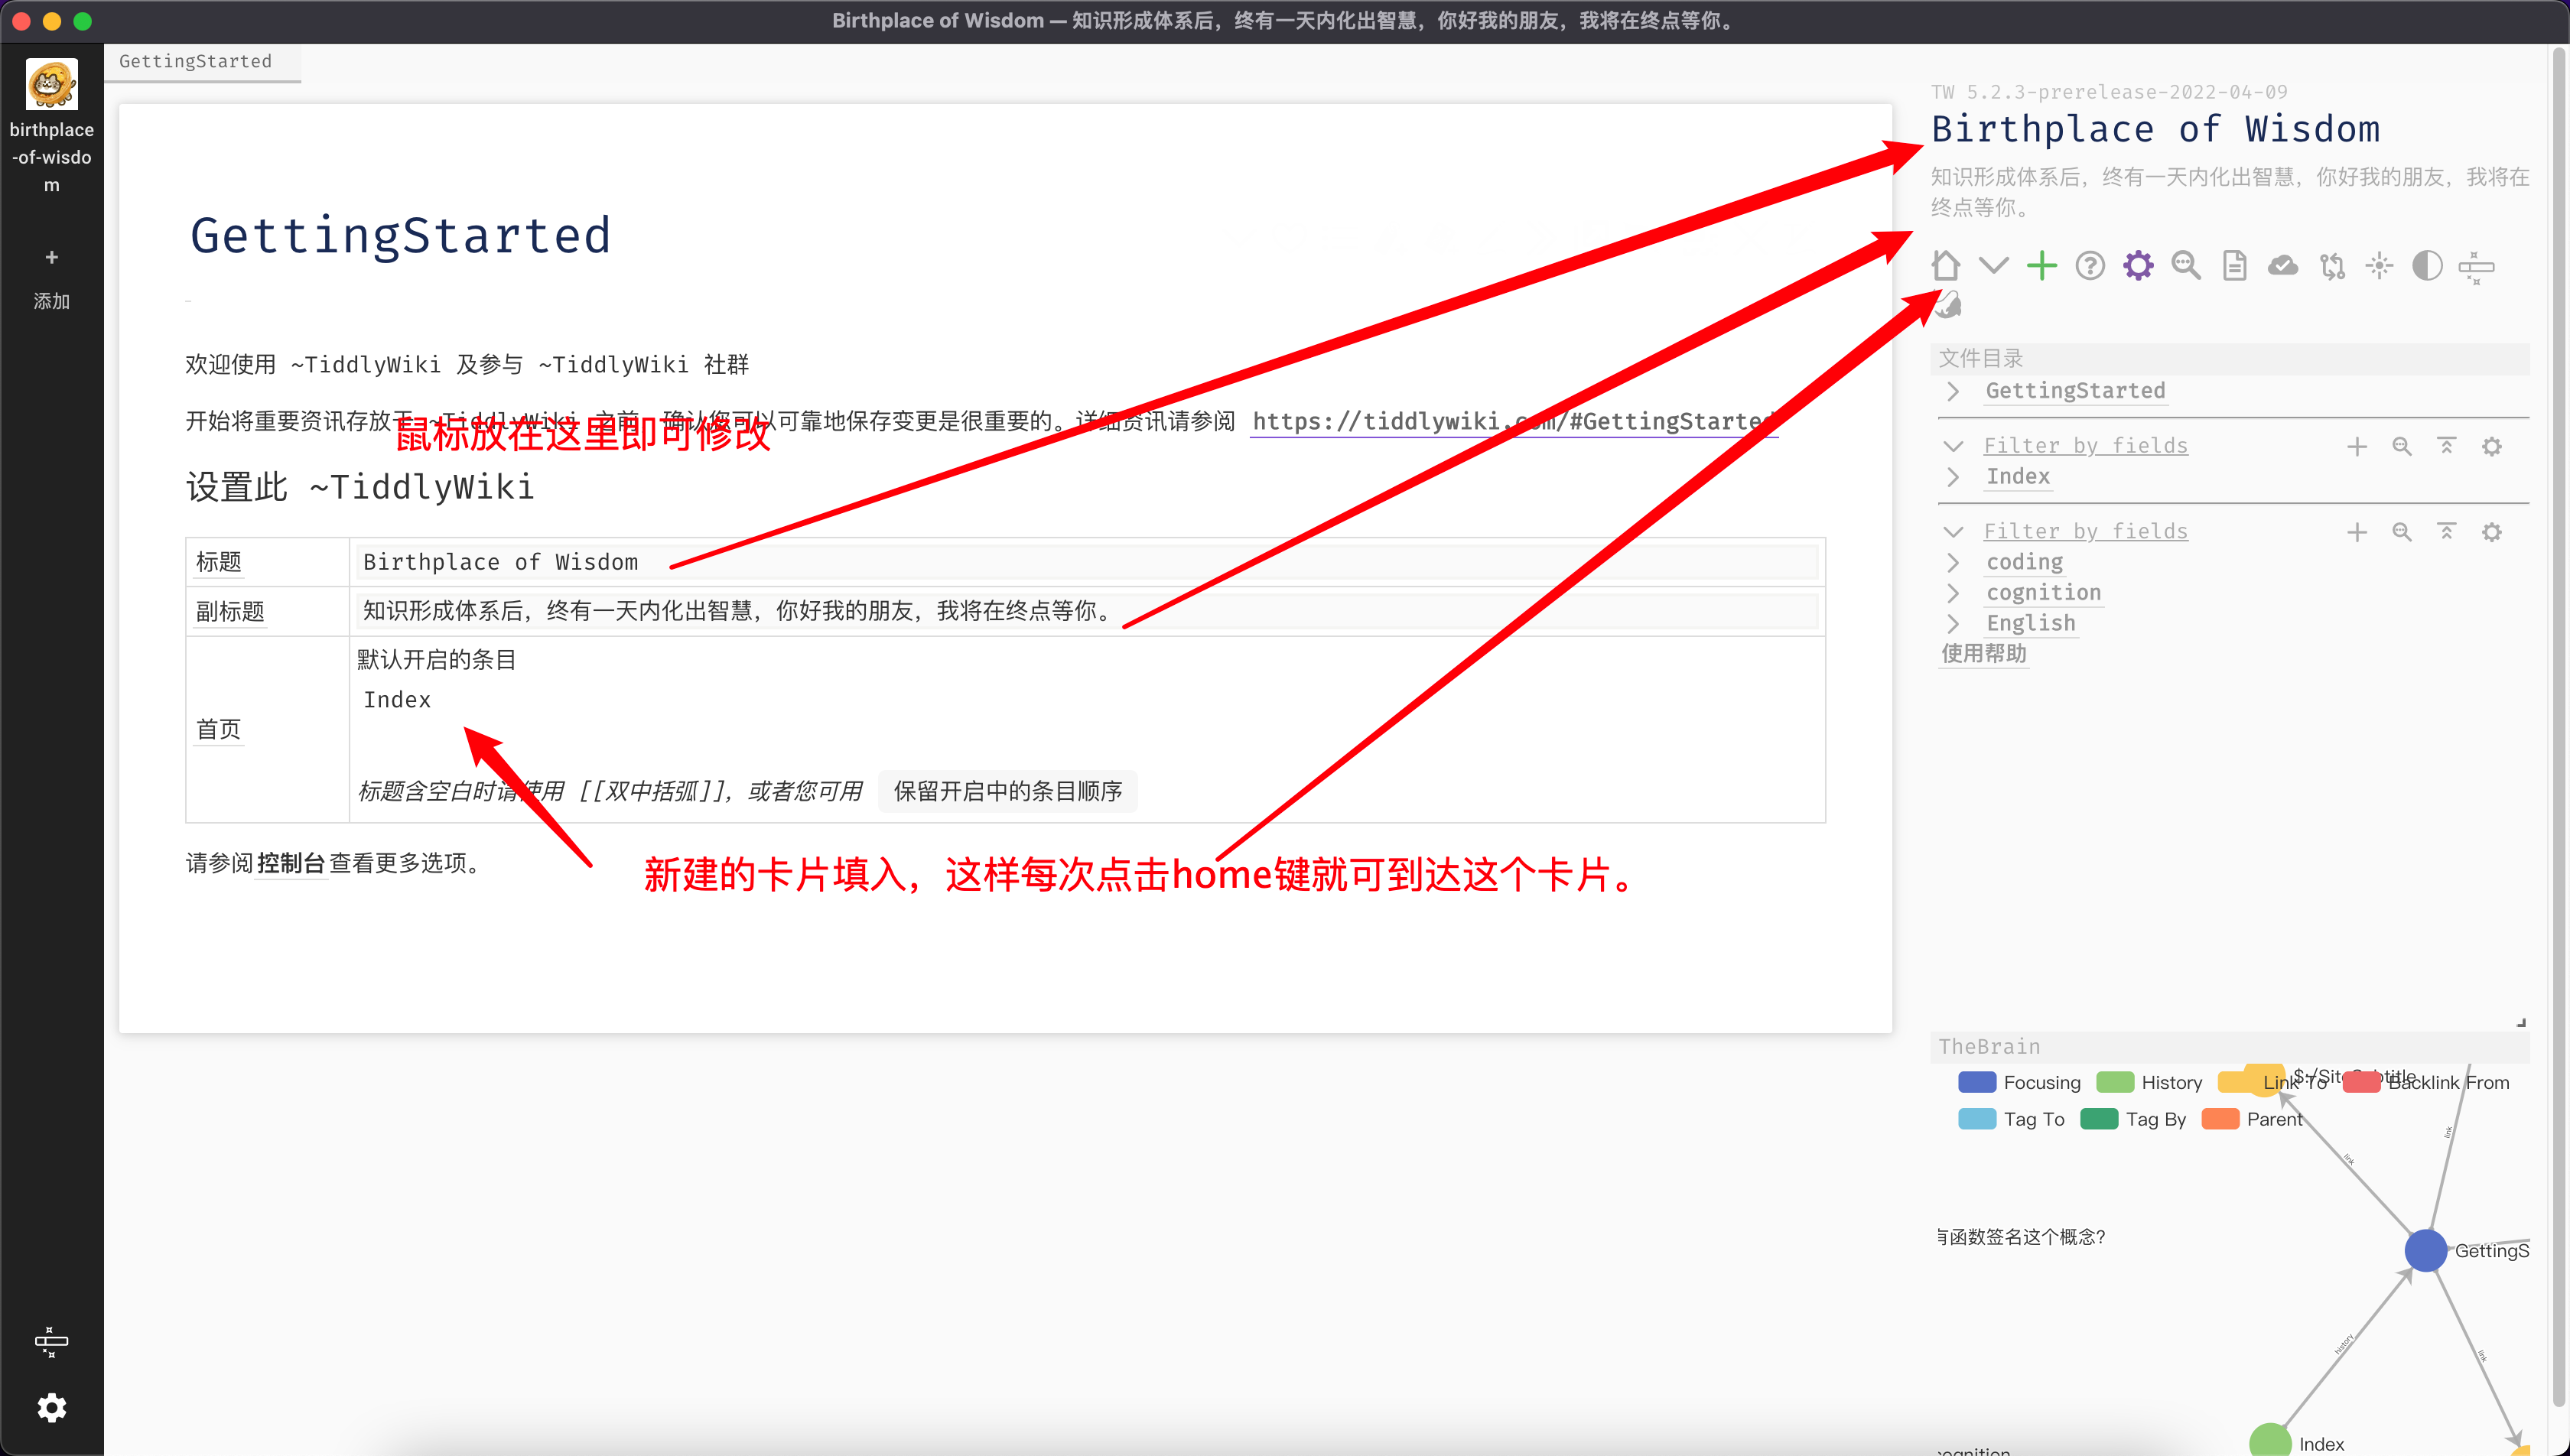 Birthplace of Wisdom — 知识形成体系后，终有一天内化出智慧，你好我的朋友，我将在终点等你。
birthplace
-of-wisdo
m
+
添加
GettingStarted
GettingStarted
欢迎使用 ~TiddlyWiki 及参与 ~TiddlyWiki 社群
开始将重要资讯存放于 ~TiddlyWiki 之前，确认您可以可靠地保存变更是很重要的。详细资讯请参阅 https://tiddlywiki.com/#GettingStarted
鼠标放在这里即可修改
设置此 ~TiddlyWiki
标题 Birthplace of Wisdom
副标题 知识形成体系后，终有一天内化出智慧，你好我的朋友，我将在终点等你。
首页
默认开启的条目
Index
标题含空白时请使用 [[双中括弧]]，或者您可用 保留开启中的条目顺序
请参阅控制台查看更多选项。
新建的卡片填入，这样每次点击home键就可到达这个卡片。
TW 5.2.3-prerelease-2022-04-09
Birthplace of Wisdom
知识形成体系后，终有一天内化出智慧，你好我的朋友，我将在
终点等你。
文件目录
GettingStarted
Filter by fields
Index
Filter by fields
coding
cognition
English
使用帮助
TheBrain
Focusing History Link To Backlink From
$:/SiteSubtitle
Tag To Tag By Parent
link
link
有函数签名这个概念?
GettingS
history
link
Index
cognition